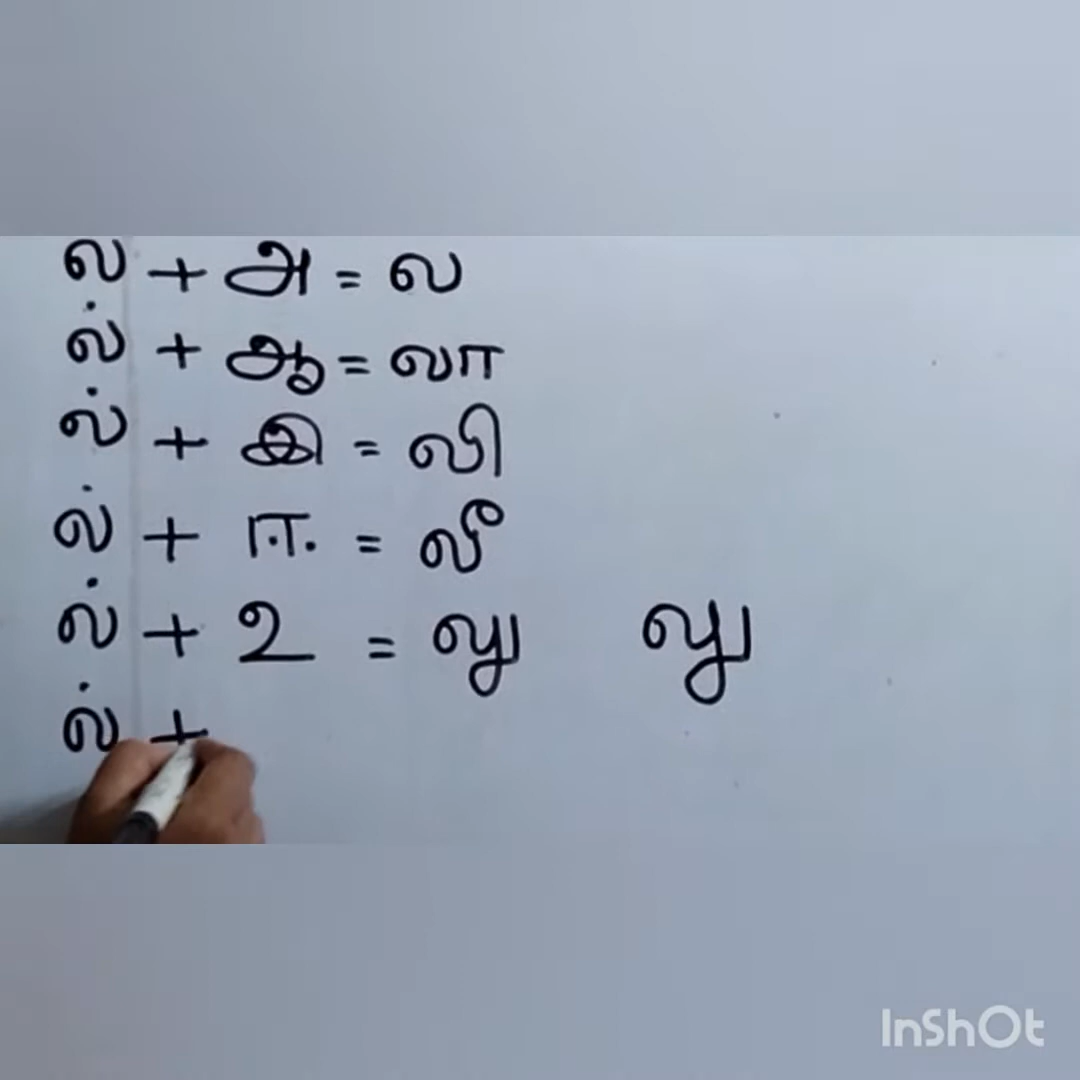 ல + அ = ல
ல் + ஆ = லா
ல் + இ = லி
ல் + ஈ = லீ
ல் + உ = லு லு
ல் +
InShOt